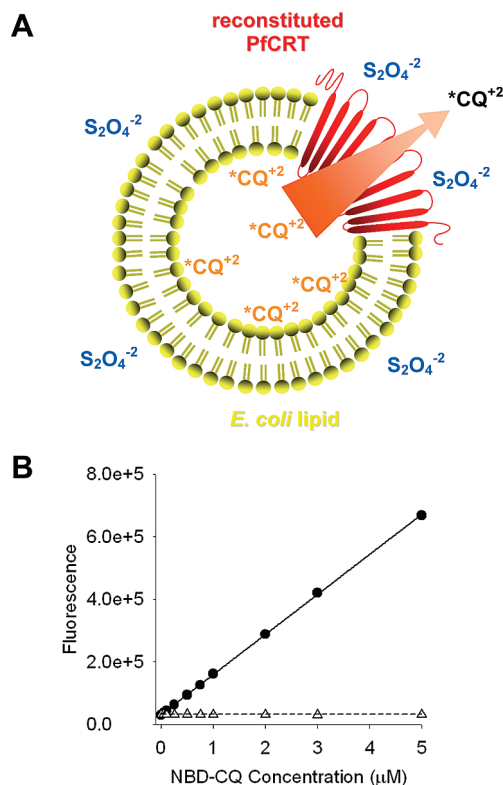 A
reconstituted
PfCRT
S₂O₄⁻²
*CQ⁺²
S₂O₄⁻²
*CQ⁺²
S₂O₄⁻²
*CQ⁺²
*CQ⁺²
*CQ⁺²
*CQ⁺²
S₂O₄⁻²
S₂O₄⁻²
E. coli lipid
B
8.0e+5
6.0e+5
4.0e+5
2.0e+5
0.0
Fluorescence
0 1 2 3 4 5
NBD-CQ Concentration (μM)